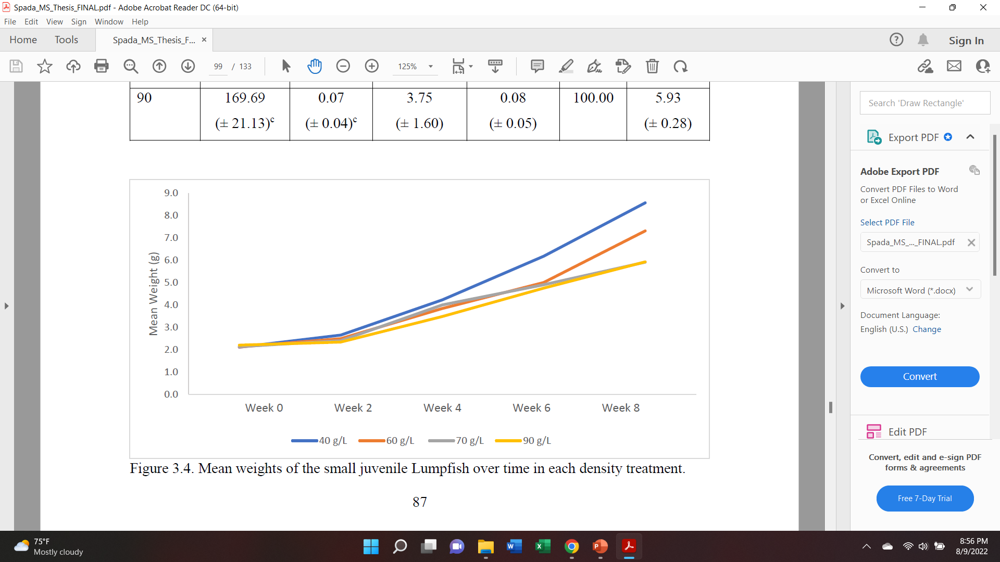 Spada_MS_Thesis_FINAL.pdf - Adobe Acrobat Reader DC (64-bit)
File Edit View Sign Window Help
Home Tools Spada_MS_Thesis_F... × ? Sign In
99 / 133 125%
90 169.69 0.07 3.75 0.08 100.00 5.93
(± 21.13)ᶜ (± 0.04)ᶜ (± 1.60) (± 0.05) (± 0.28)
9.0
8.0
7.0
6.0
5.0
4.0
3.0
2.0
1.0
0.0
Mean Weight (g)
Week 0 Week 2 Week 4 Week 6 Week 8
40 g/L 60 g/L 70 g/L 90 g/L
Figure 3.4. Mean weights of the small juvenile Lumpfish over time in each density treatment.
87
Search 'Draw Rectangle'
Export PDF
Adobe Export PDF
Convert PDF Files to Word
or Excel Online
Select PDF File
Spada_MS_..._FINAL.pdf
Convert to
Microsoft Word (*.docx)
Document Language:
English (U.S.) Change
Convert
Edit PDF
Convert, edit and e-sign PDF
forms & agreements
Free 7-Day Trial
75°F
Mostly cloudy
8:56 PM
8/9/2022